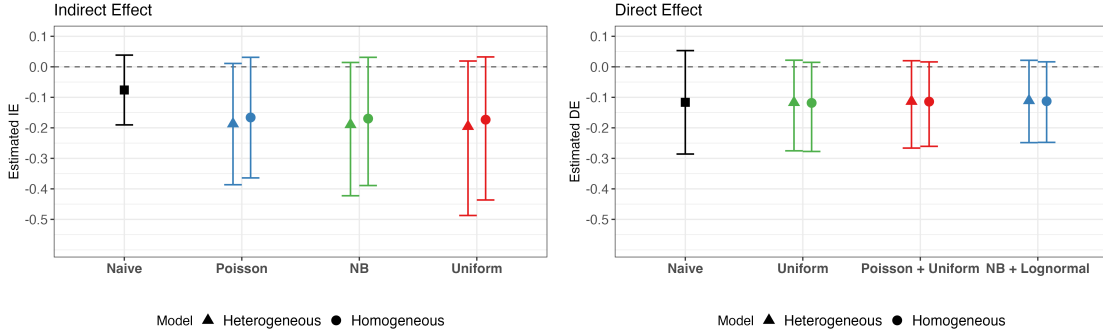 Indirect Effect
Estimated IE
0.1
0.0
-0.1
-0.2
-0.3
-0.4
-0.5
Naive Poisson NB Uniform
Model Heterogeneous Homogeneous
Direct Effect
Estimated DE
0.1
0.0
-0.1
-0.2
-0.3
-0.4
-0.5
Naive Uniform Poisson + Uniform NB + Lognormal
Model Heterogeneous Homogeneous